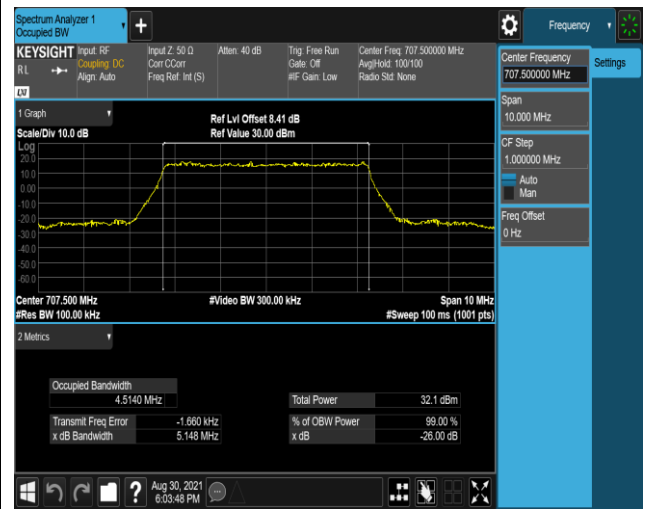 Spectrum Analyzer 1
Occupied BW
Frequency
KEYSIGHT
RL
LXI
Input: RF
Coupling: DC
Align: Auto
Input Z: 50 Ω
Corr CCorr
Freq Ref: Int (S)
Atten: 40 dB
Trig: Free Run
Gate: Off
#IF Gain: Low
Center Freq: 707.500000 MHz
Avg|Hold: 100/100
Radio Std: None
Center Frequency
707.500000 MHz
Settings
Span
10.000 MHz
CF Step
1.000000 MHz
Auto
Man
Freq Offset
0 Hz
1 Graph
Scale/Div 10.0 dB
Ref Lvl Offset 8.41 dB
Ref Value 30.00 dBm
Log
20.0
10.0
0.00
-10.0
-20.0
-30.0
-40.0
-50.0
-60.0
Center 707.500 MHz
#Video BW 300.00 kHz
Span 10 MHz
#Res BW 100.00 kHz
#Sweep 100 ms (1001 pts)
2 Metrics
Occupied Bandwidth
4.5140 MHz
Total Power 32.1 dBm
Transmit Freq Error -1.660 kHz
% of OBW Power 99.00 %
x dB Bandwidth 5.148 MHz
x dB -26.00 dB
?
Aug 30, 2021
6:03:48 PM